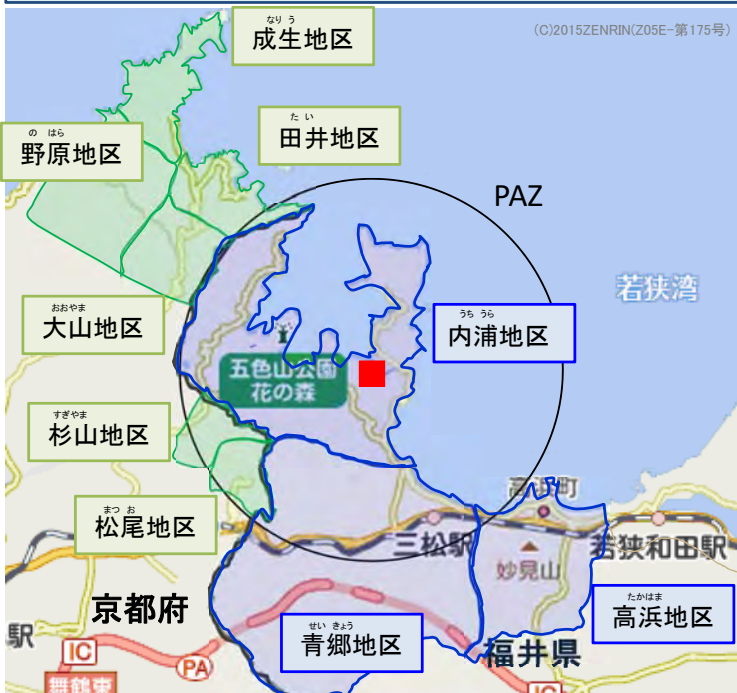 (C)2015ZENRIN(Z05E-第175号)
なり う
成生地区
た い
田井地区
の はら
野原地区
PAZ
若狭湾
おおやま
大山地区
うち うら
内浦地区
五色山公園
花の森
すぎやま
杉山地区
高浜町
まつ お
松尾地区
三松駅
若狭和田駅
妙見山
京都府
せい きょう
青郷地区
たかはま
高浜地区
駅
IC
PA
福井県
舞鶴東
IC